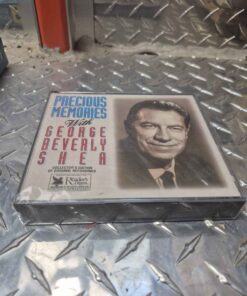 PRECIOUS
MEMORIES
With
GEORGE
BEVERLY
SHEA
COLLECTOR'S EDITION
OF ORIGINAL RECORDINGS
Reader's
Digest